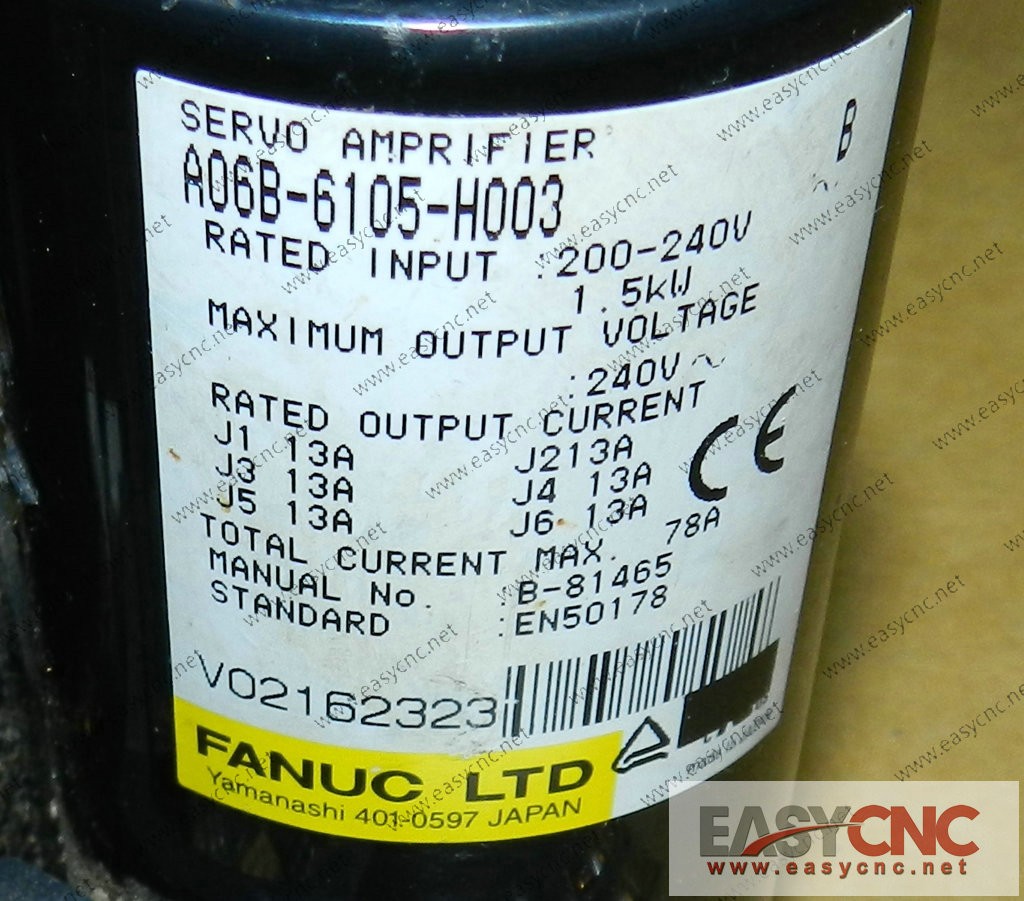 SERVO AMPRIFIER B
A06B-6105-H003
RATED INPUT :200-240V~
1.5kW
MAXIMUM OUTPUT VOLTAGE
:240V~
RATED OUTPUT CURRENT
J1 13A J213A
J3 13A J4 13A
J5 13A J6 13A
TOTAL CURRENT MAX. 78A
MANUAL No. :B-81465
STANDARD :EN50178
CE
V02162323
FANUC LTD
Yamanashi 401-0597 JAPAN
EASYCNC
www.easycnc.net